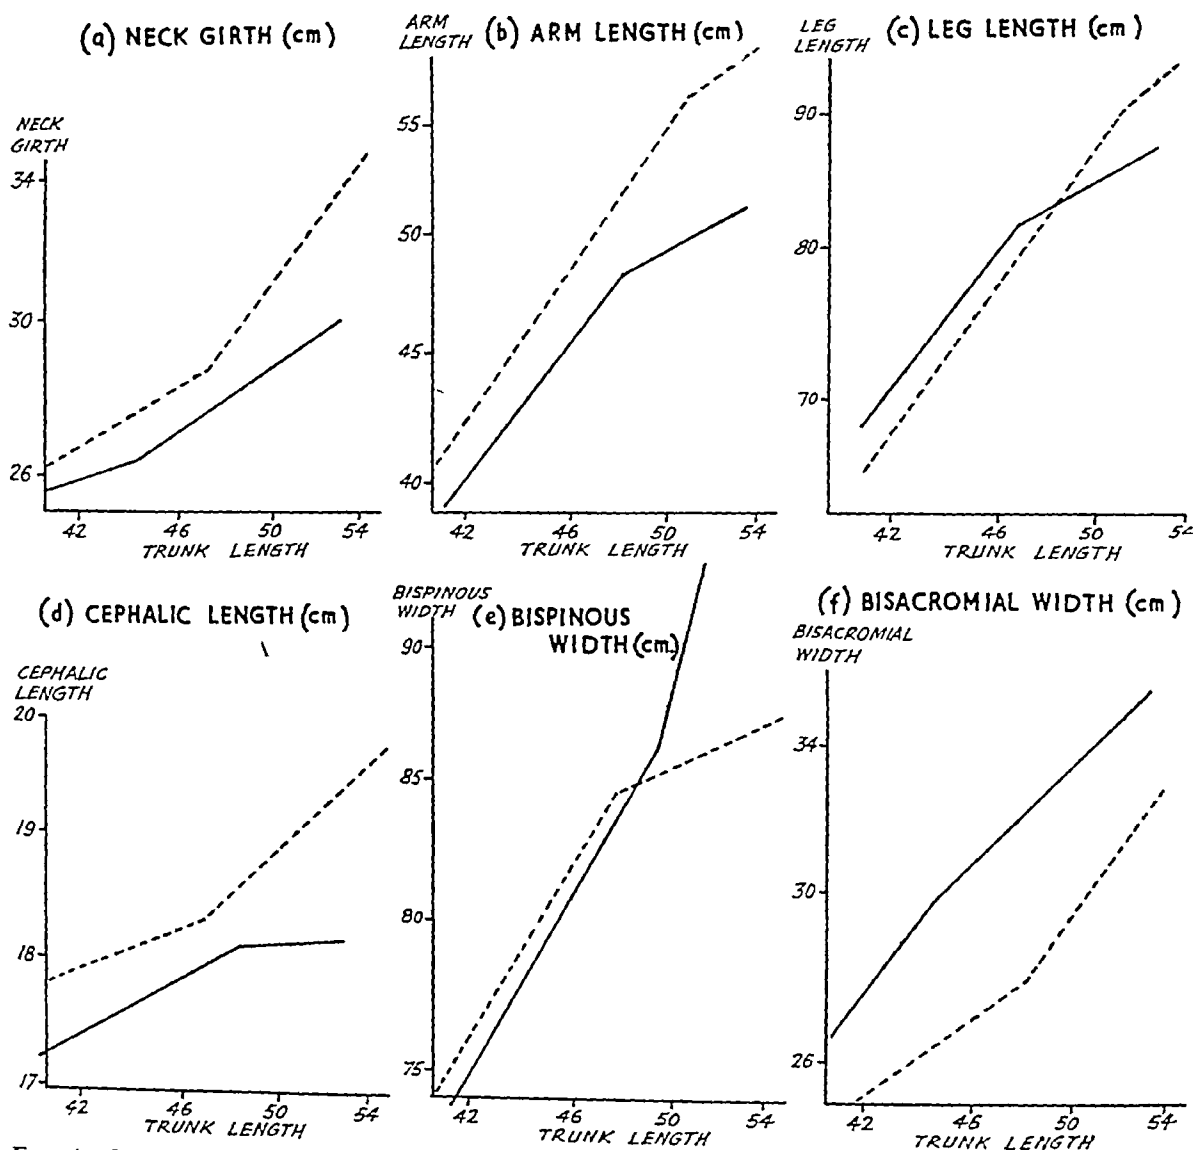 (a) NECK GIRTH (cm)
NECK
GIRTH
34
30
26
42 46 50 54
TRUNK LENGTH
ARM
LENGTH
(b) ARM LENGTH (cm)
55
50
45
40
42 46 50 54
TRUNK LENGTH
LEG
LENGTH
(c) LEG LENGTH (cm)
90
80
70
42 46 50 54
TRUNK LENGTH
(d) CEPHALIC LENGTH (cm)
CEPHALIC
LENGTH
20
19
18
17
42 46 50 54
TRUNK LENGTH
BISPINOUS
WIDTH
(e) BISPINOUS
WIDTH (cm.)
90
85
80
75
42 46 50 54
TRUNK LENGTH
(f) BISACROMIAL WIDTH (cm)
BISACROMIAL
WIDTH
34
30
26
42 46 50 54
TRUNK LENGTH